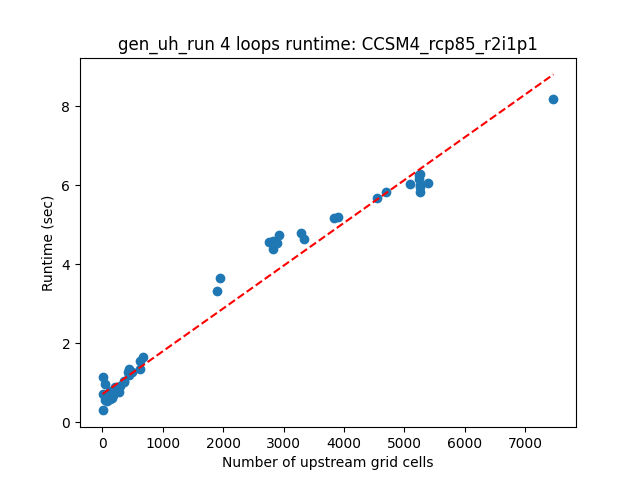 gen_uh_run 4 loops runtime: CCSM4_rcp85_r2i1p1
8
6
4
2
0
Runtime (sec)
0 1000 2000 3000 4000 5000 6000 7000
Number of upstream grid cells